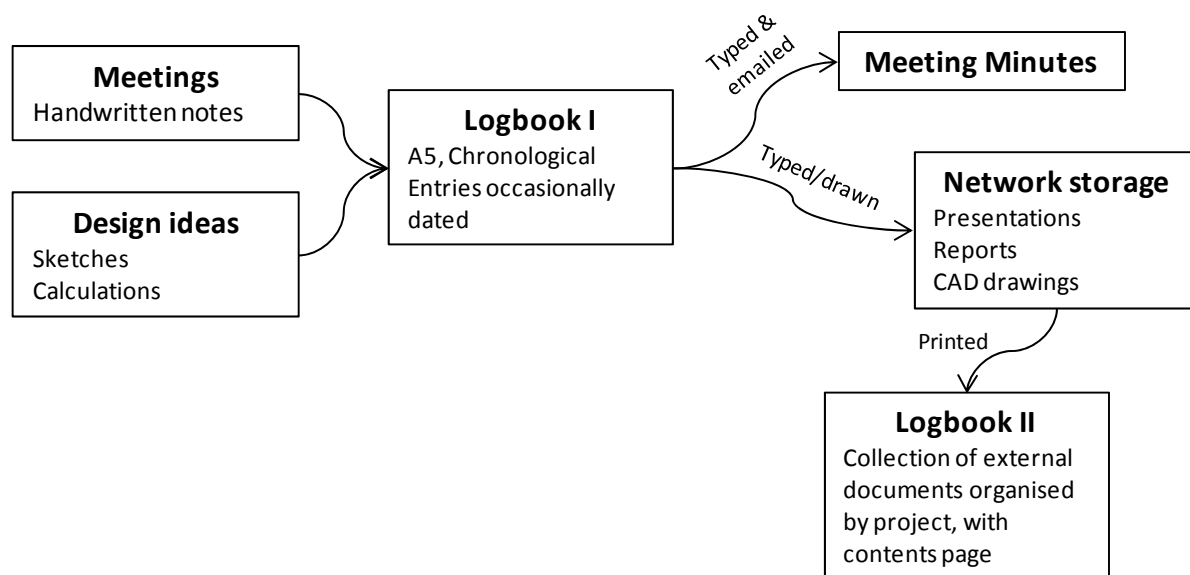 Meetings
Handwritten notes
Design ideas
Sketches
Calculations
Logbook I
A5, Chronological
Entries occasionally
dated
Typed &
emailed
Meeting Minutes
Typed/drawn
Network storage
Presentations
Reports
CAD drawings
Printed
Logbook II
Collection of external
documents organised
by project, with
contents page